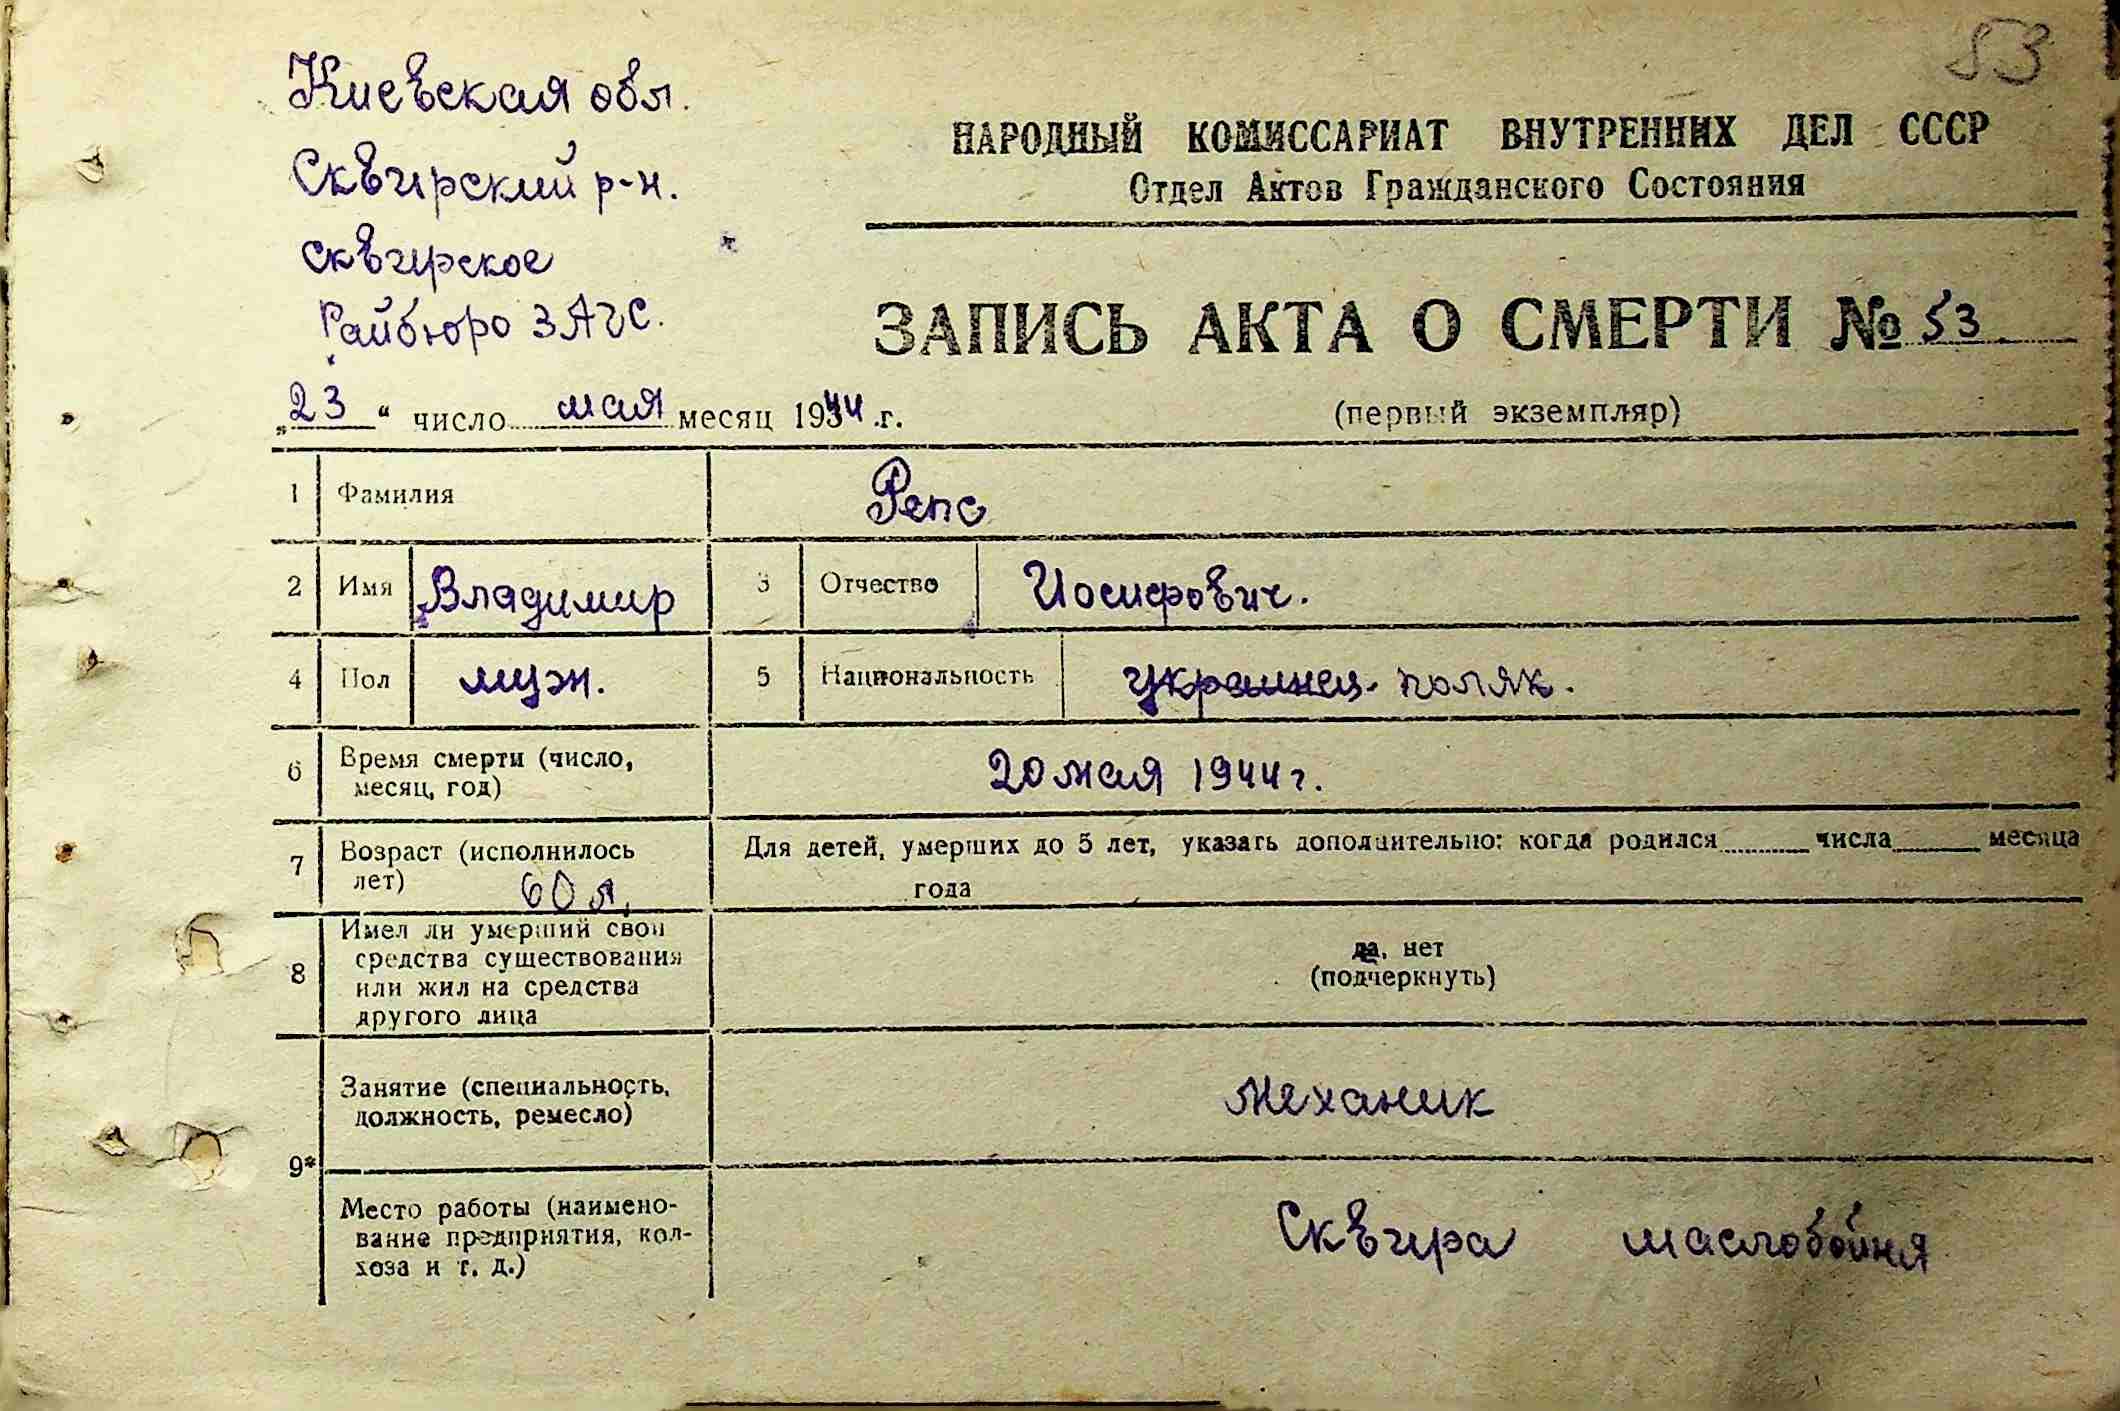 53
Киевская обл.
Сквирский р-н.
Сквирское
Райбюро ЗАГС.
НАРОДНЫЙ КОМИССАРИАТ ВНУТРЕННИХ ДЕЛ СССР
Отдел Актов Гражданского Состояния
ЗАПИСЬ АКТА О СМЕРТИ № 53
„23“ число мая месяц 1944 г.
(первый экземпляр)
1 Фамилия Репс
2 Имя Владимир 3 Отчество Иосифович.
4 Пол муж. 5 Национальность украинец. поляк.
6 Время смерти (число, месяц, год) 20 мая 1944 г.
7 Возраст (исполнилось лет) 60 л.
Для детей, умерших до 5 лет, указать дополнительно: когда родился числа месяца
года
8 Имел ли умерший свои
средства существования
или жил на средства
другого лица
да, нет
(подчеркнуть)
9*
Занятие (специальность,
должность, ремесло)
механик
Место работы (наимено-
вание предприятия, кол-
хоза и т. д.)
Сквира маслобойня